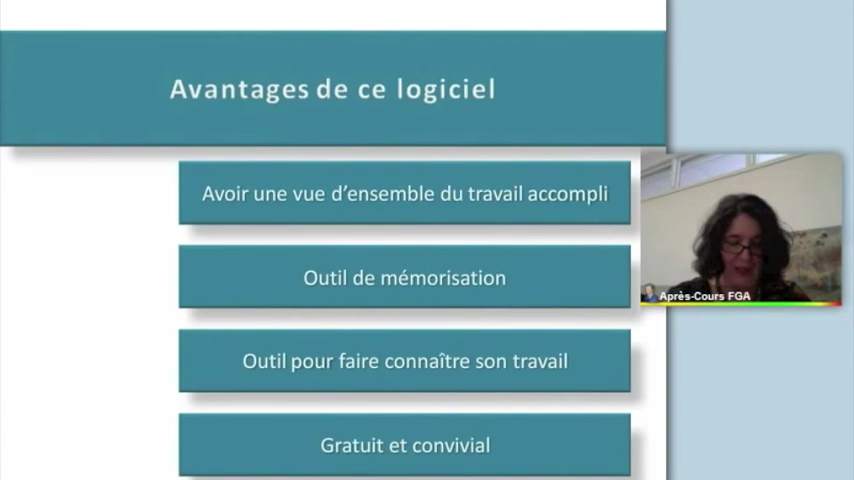 Avantages de ce logiciel
Avoir une vue d'ensemble du travail accompli
Outil de mémorisation
Après-Cours FGA
Outil pour faire connaître son travail
Gratuit et convivial